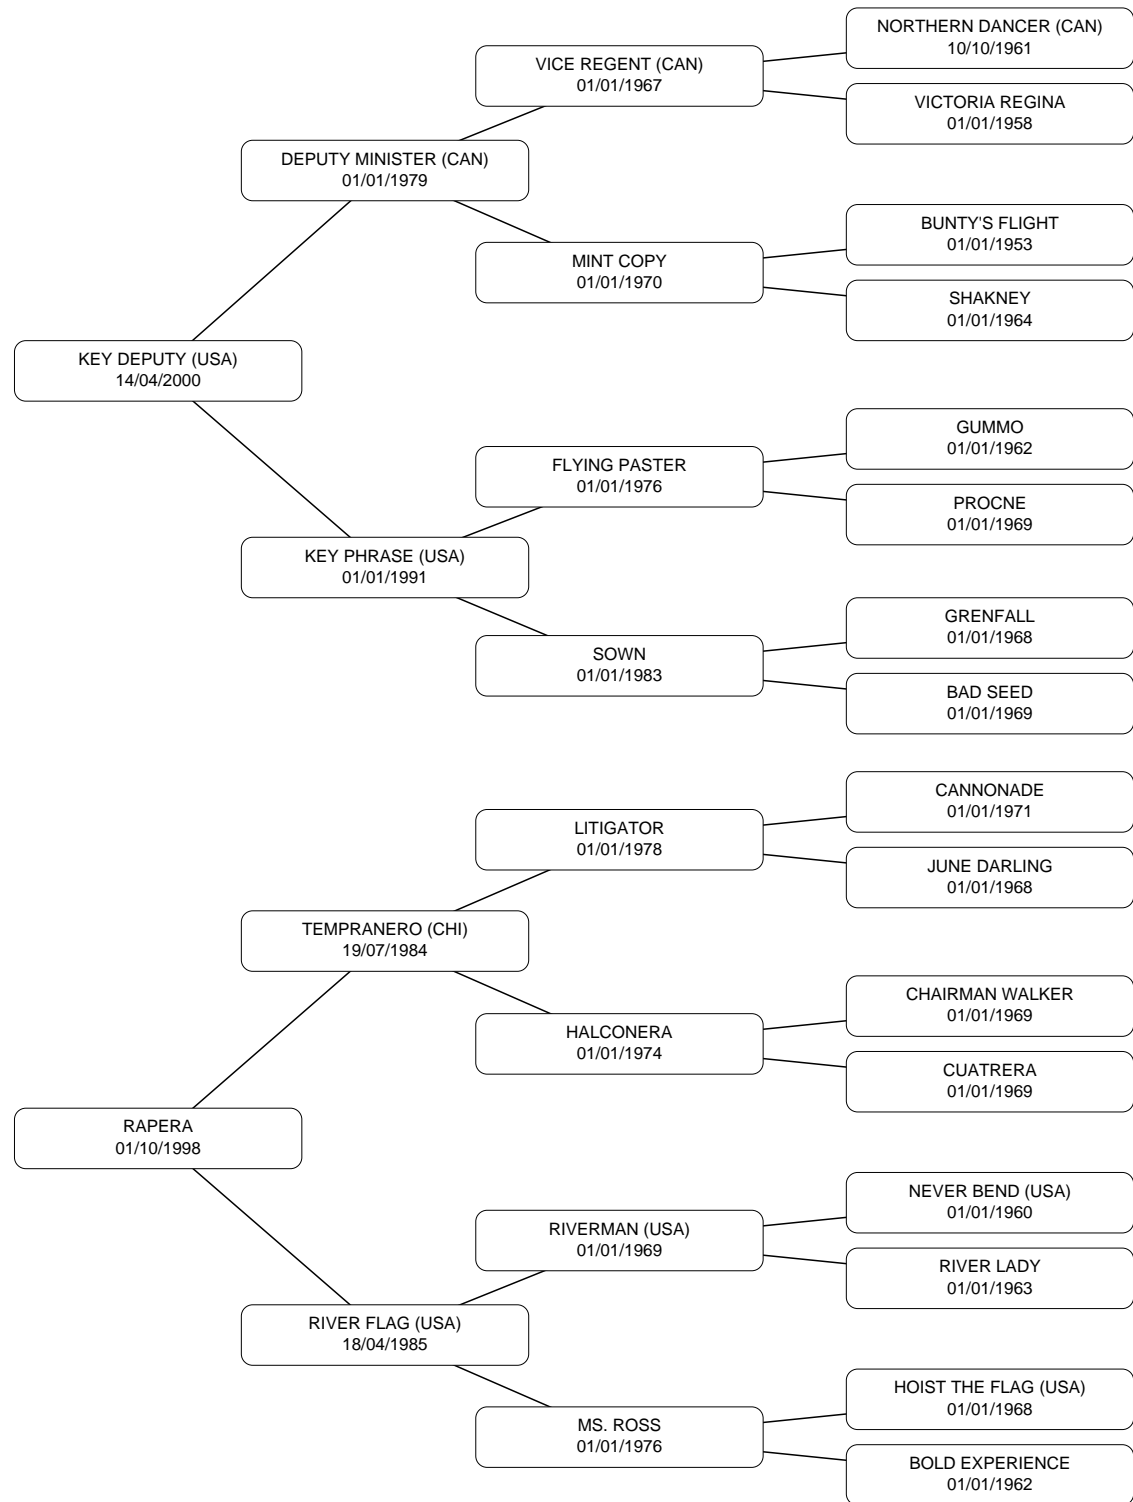 NORTHERN DANCER (CAN)
10/10/1961
VICE REGENT (CAN)
01/01/1967
VICTORIA REGINA
01/01/1958
DEPUTY MINISTER (CAN)
01/01/1979
BUNTY'S FLIGHT
01/01/1953
MINT COPY
01/01/1970
SHAKNEY
01/01/1964
KEY DEPUTY (USA)
14/04/2000
GUMMO
01/01/1962
FLYING PASTER
01/01/1976
PROCNE
01/01/1969
KEY PHRASE (USA)
01/01/1991
GRENFALL
01/01/1968
SOWN
01/01/1983
BAD SEED
01/01/1969
CANNONADE
01/01/1971
LITIGATOR
01/01/1978
JUNE DARLING
01/01/1968
TEMPRANERO (CHI)
19/07/1984
CHAIRMAN WALKER
01/01/1969
HALCONERA
01/01/1974
CUATRERA
01/01/1969
RAPERA
01/10/1998
NEVER BEND (USA)
01/01/1960
RIVERMAN (USA)
01/01/1969
RIVER LADY
01/01/1963
RIVER FLAG (USA)
18/04/1985
HOIST THE FLAG (USA)
01/01/1968
MS. ROSS
01/01/1976
BOLD EXPERIENCE
01/01/1962